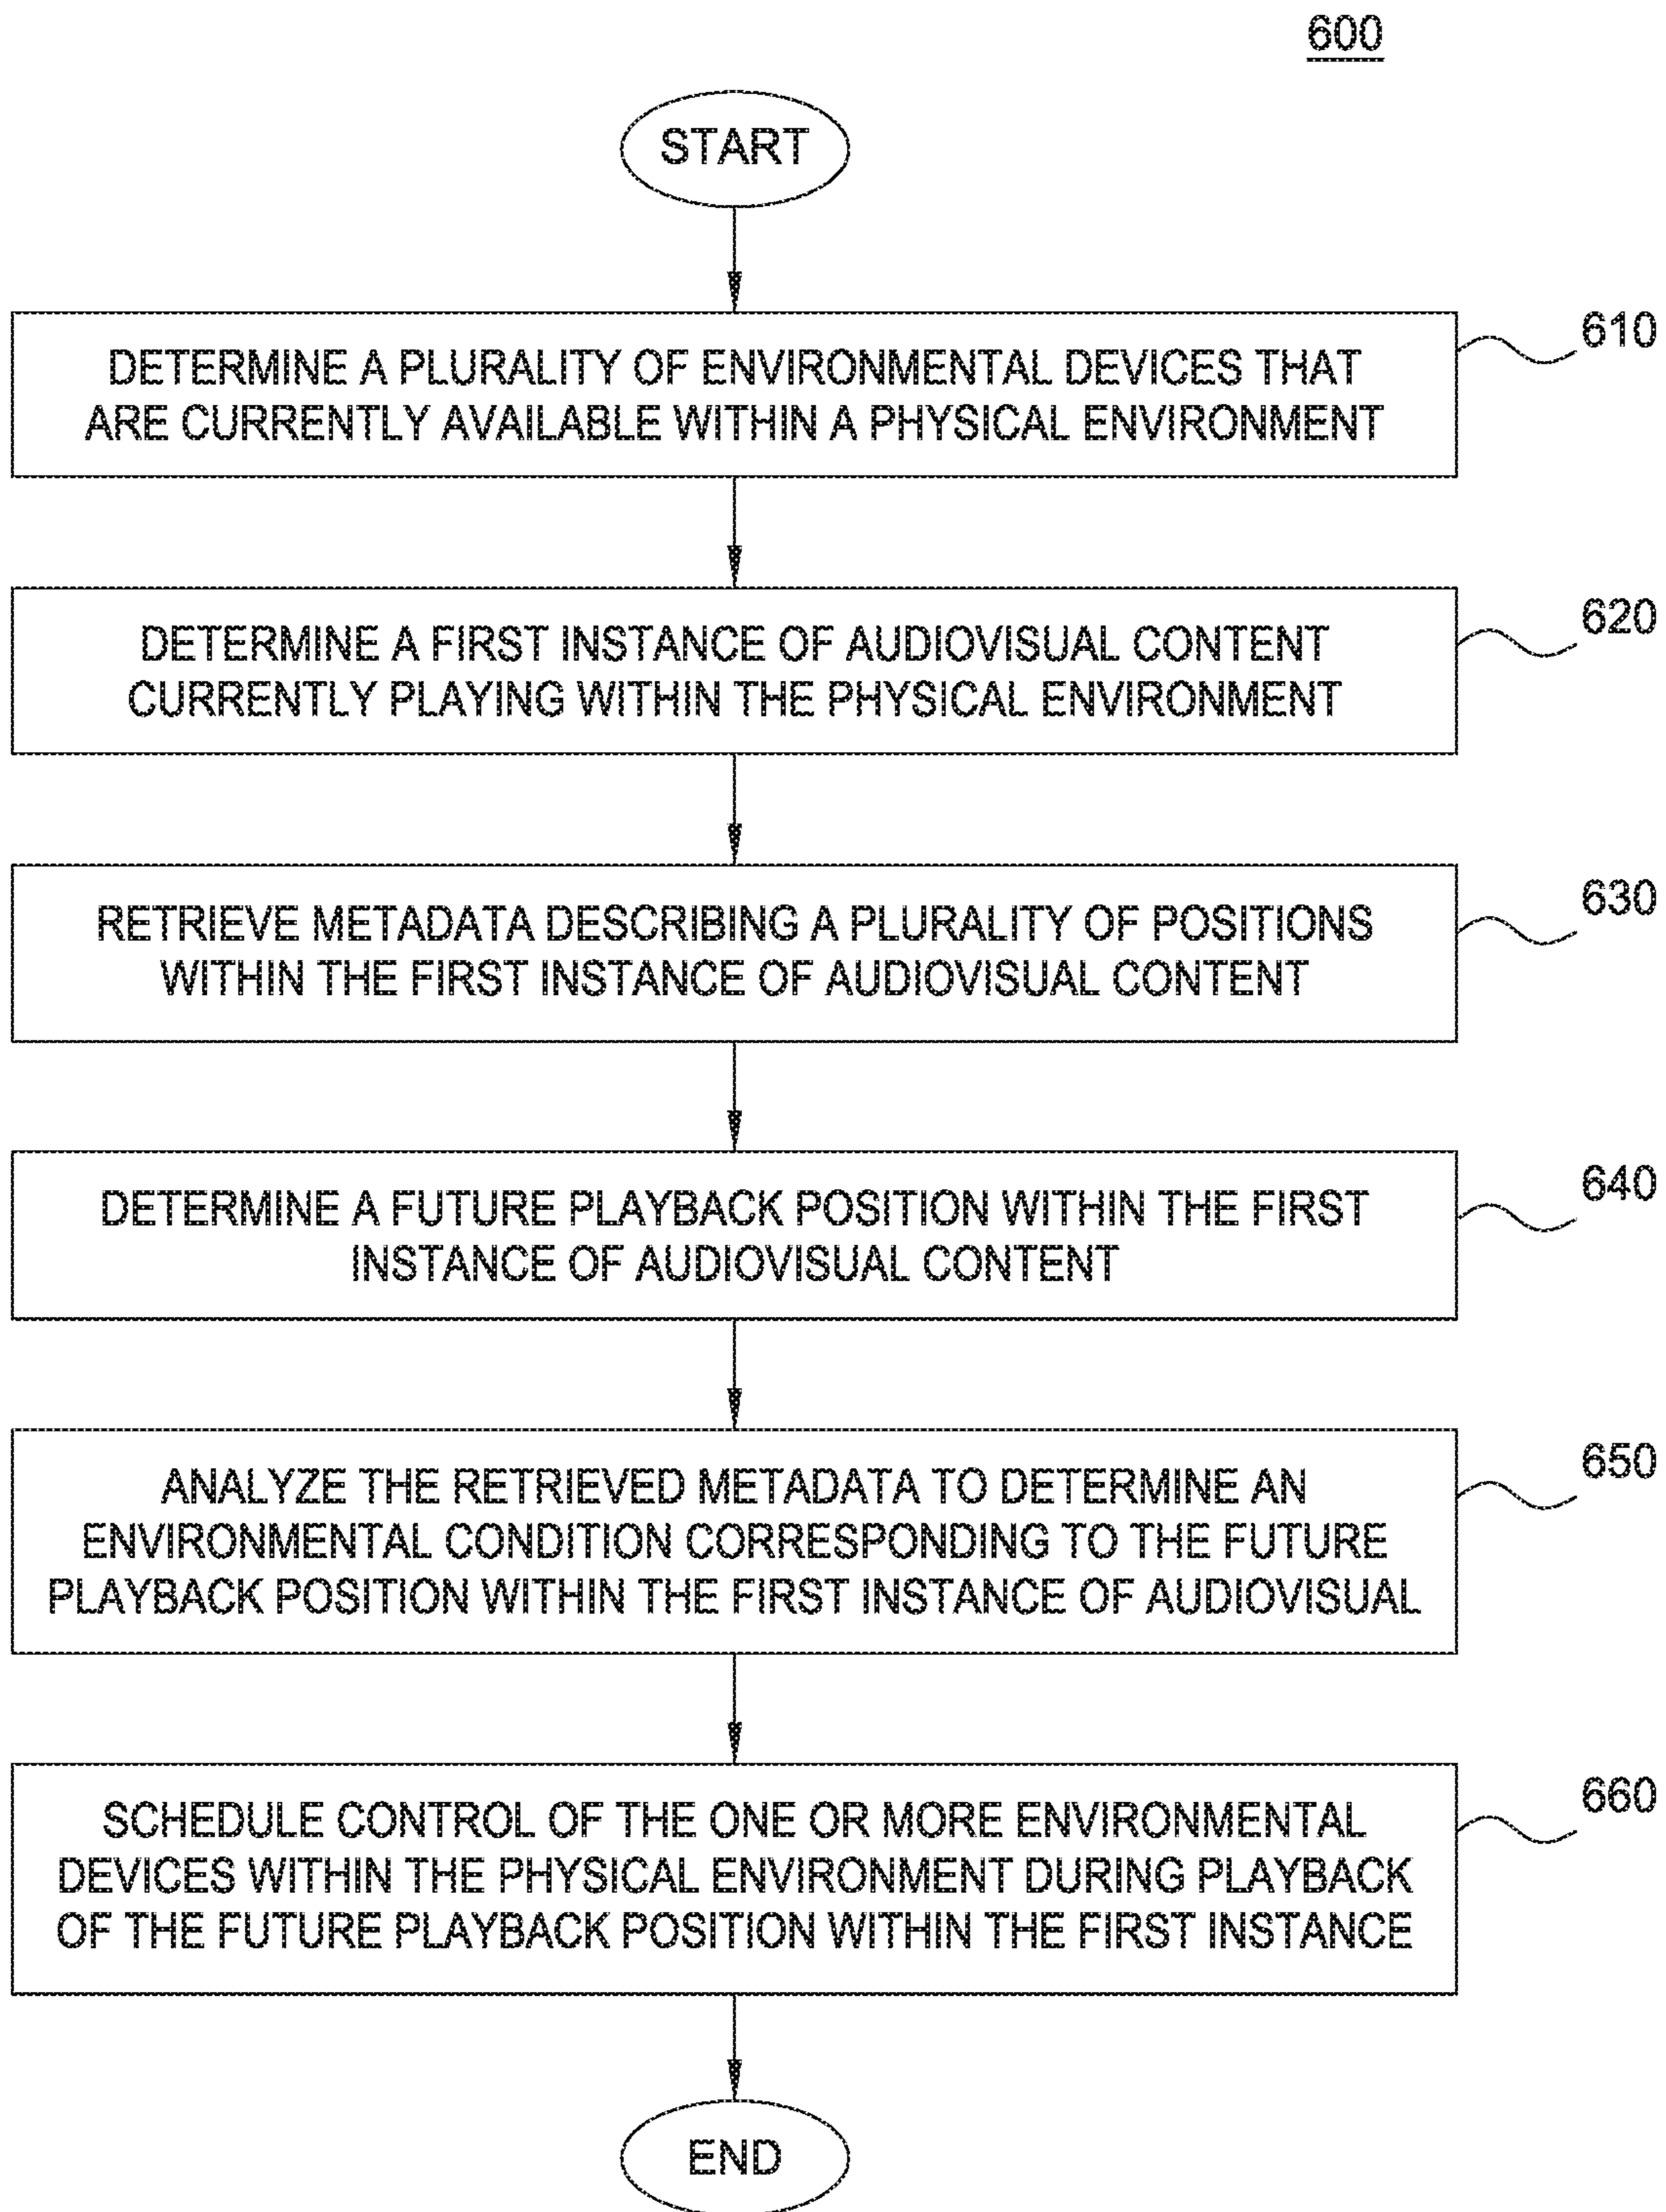 600
START
DETERMINE A PLURALITY OF ENVIRONMENTAL DEVICES THAT
ARE CURRENTLY AVAILABLE WITHIN A PHYSICAL ENVIRONMENT
610
DETERMINE A FIRST INSTANCE OF AUDIOVISUAL CONTENT
CURRENTLY PLAYING WITHIN THE PHYSICAL ENVIRONMENT
620
RETRIEVE METADATA DESCRIBING A PLURALITY OF POSITIONS
WITHIN THE FIRST INSTANCE OF AUDIOVISUAL CONTENT
630
DETERMINE A FUTURE PLAYBACK POSITION WITHIN THE FIRST
INSTANCE OF AUDIOVISUAL CONTENT
640
ANALYZE THE RETRIEVED METADATA TO DETERMINE AN
ENVIRONMENTAL CONDITION CORRESPONDING TO THE FUTURE
PLAYBACK POSITION WITHIN THE FIRST INSTANCE OF AUDIOVISUAL
650
SCHEDULE CONTROL OF THE ONE OR MORE ENVIRONMENTAL
DEVICES WITHIN THE PHYSICAL ENVIRONMENT DURING PLAYBACK
OF THE FUTURE PLAYBACK POSITION WITHIN THE FIRST INSTANCE
660
END